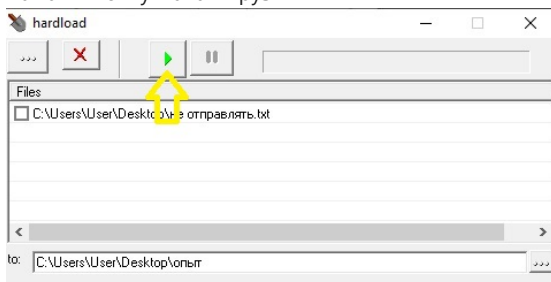 hardload
...
Files
C:\Users\User\Desktop\не отправлять.txt
to:
C:\Users\User\Desktop\опыт
...